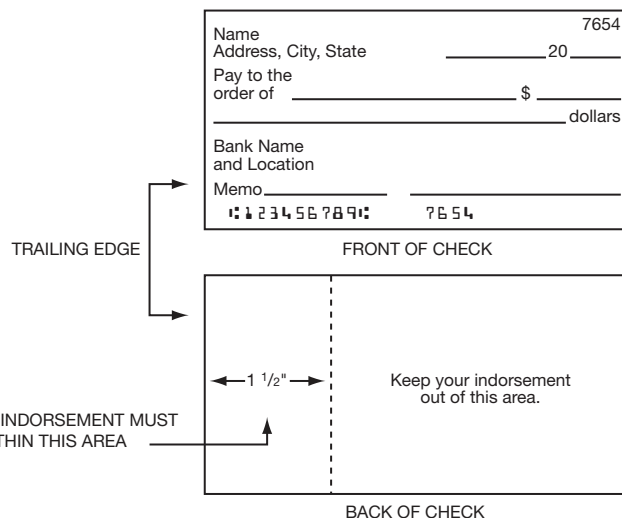 7654
Name
Address, City, State 20
Pay to the
order of $
dollars
Bank Name
and Location
Memo
⑆123456789⑆ 7654
TRAILING EDGE
FRONT OF CHECK
1 1/2"
Keep your indorsement
out of this area.
INDORSEMENT MUST
THIS AREA
BACK OF CHECK